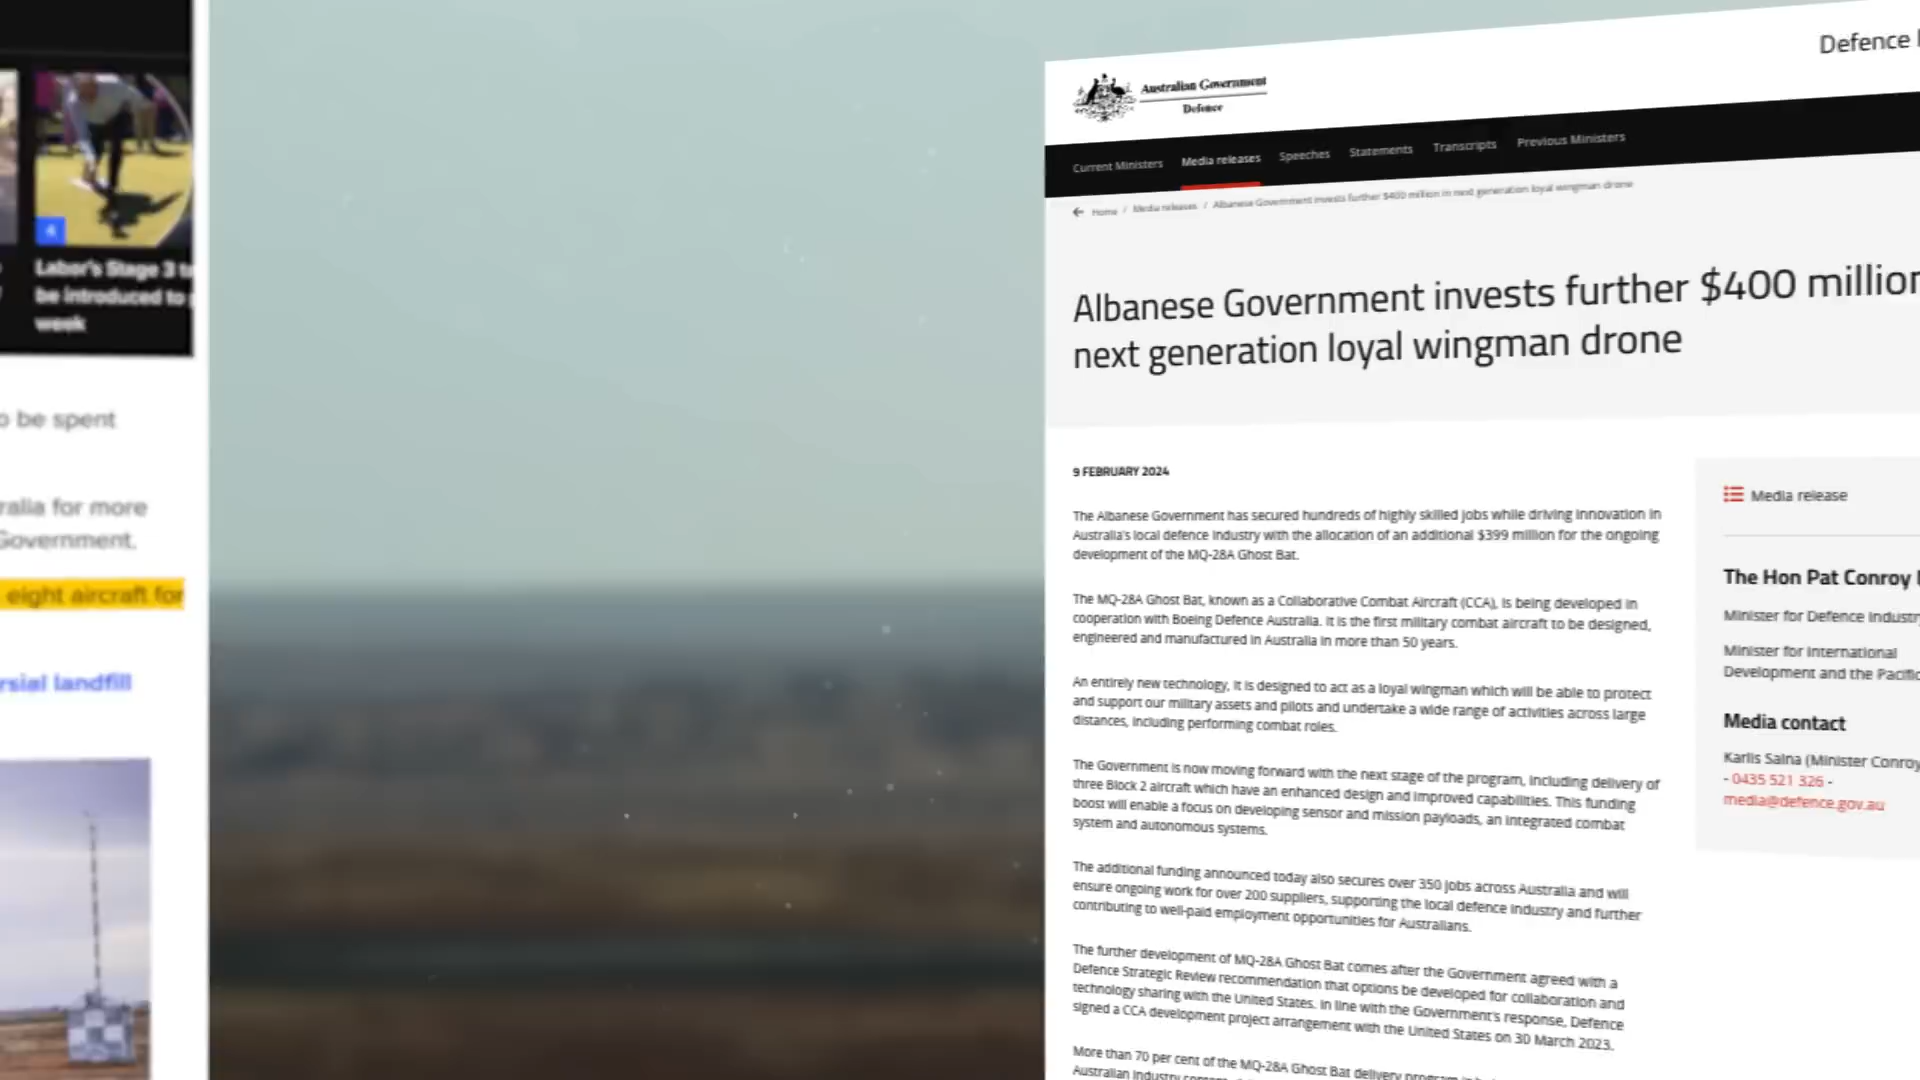 4
Labor's Stage 3
be introduced to
week
be spent
for more
Government.
eight aircraft for
landfill
Defence
Australian Government
Defence
Current Ministers
Media releases
Speeches
Statements
Transcripts
Previous Ministers
Home / Media releases / Albanese Government invests further $400 million in next generation loyal wingman drone
Albanese Government invests further $400 million
next generation loyal wingman drone
9 FEBRUARY 2024
The Albanese Government has secured hundreds of highly skilled jobs while driving innovation in
Australia's local defence industry with the allocation of an additional $399 million for the ongoing
development of the MQ-28A Ghost Bat.
The MQ-28A Ghost Bat, known as a Collaborative Combat Aircraft (CCA), is being developed in
cooperation with Boeing Defence Australia. It is the first military combat aircraft to be designed,
engineered and manufactured in Australia in more than 50 years.
An entirely new technology, it is designed to act as a loyal wingman which will be able to protect
and support our military assets and pilots and undertake a wide range of activities across large
distances, including performing combat roles.
The Government is now moving forward with the next stage of the program, including delivery of
three Block 2 aircraft which have an enhanced design and improved capabilities. This funding
boost will enable a focus on developing sensor and mission payloads, an integrated combat
system and autonomous systems.
The additional funding announced today also secures over 350 jobs across Australia and will
ensure ongoing work for over 200 suppliers, supporting the local defence industry and further
contributing to well-paid employment opportunities for Australians.
The further development of MQ-28A Ghost Bat comes after the Government agreed with a
Defence Strategic Review recommendation that options be developed for collaboration and
technology sharing with the United States. In line with the Government's response, Defence
signed a CCA development project arrangement with the United States on 30 March 2023.
More than 70 per cent of the MQ-28A Ghost Bat delivery program
Australian industry
Media release
The Hon Pat Conroy
Minister for Defence Industry
Minister for International
Development and the Pacific
Media contact
Karlis Salna (Minister Conroy
- 0435 521 326 -
media@defence.gov.au